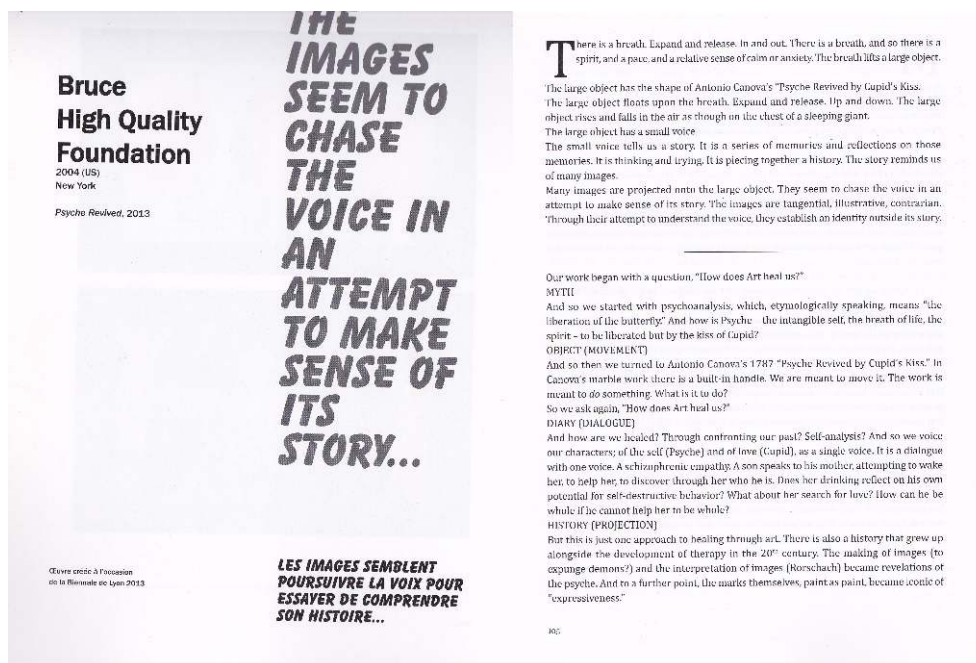 Bruce
High Quality
Foundation
2004 (US)
New York
Psyche Revived, 2013
THE
IMAGES
SEEM TO
CHASE
THE
VOICE IN
AN
ATTEMPT
TO MAKE
SENSE OF
ITS
STORY...
Œuvre créée à l'occasion
de la Biennale de Lyon 2013
LES IMAGES SEMBLENT
POURSUIVRE LA VOIX POUR
ESSAYER DE COMPRENDRE
SON HISTOIRE...
There is a breath. Expand and release. In and out. There is a breath, and so there is a
spirit, and a pace, and a relative sense of calm or anxiety. The breath lifts a large object.
The large object has the shape of Antonio Canova's "Psyche Revived by Cupid's Kiss.
The large object floats upon the breath. Expand and release. Up and down. The large
object rises and falls in the air as though on the chest of a sleeping giant.
The large object has a small voice
The small voice tells us a story. It is a series of memories and reflections on those
memories. It is thinking and trying. It is piecing together a history. The story reminds us
of many images.
Many images are projected onto the large object. They seem to chase the voice in an
attempt to make sense of its story. The images are tangential, illustrative, contrarian.
Through their attempt to understand the voice, they establish an identity outside its story.
Our work began with a question, "How does Art heal us?"
MYTH
And so we started with psychoanalysis, which, etymologically speaking, means "the
liberation of the butterfly." And how is Psyche the intangible self, the breath of life, the
spirit – to be liberated but by the kiss of Cupid?
OBJECT (MOVEMENT)
And so then we turned to Antonio Canova's 1787 "Psyche Revived by Cupid's Kiss." In
Canova's marble work there is a built-in handle. We are meant to move it. The work is
meant to do something. What is it to do?
So we ask again, "How does Art heal us?"
DIARY (DIALOGUE)
And how are we healed? Through confronting our past? Self-analysis? And so we voice
our characters; of the self (Psyche) and of love (Cupid), as a single voice. It is a dialogue
with one voice. A schizophrenic empathy. A son speaks to his mother, attempting to wake
her, to help her, to discover through her who he is. Does her drinking reflect on his own
potential for self-destructive behavior? What about her search for love? How can he be
whole if he cannot help her to be whole?
HISTORY (PROJECTION)
But this is just one approach to healing through art. There is also a history that grew up
alongside the development of therapy in the 20th century. The making of images (to
expunge demons?) and the interpretation of images (Rorschach) became revelations of
the psyche. And to a further point, the marks themselves, paint as paint, became iconic of
"expressiveness."